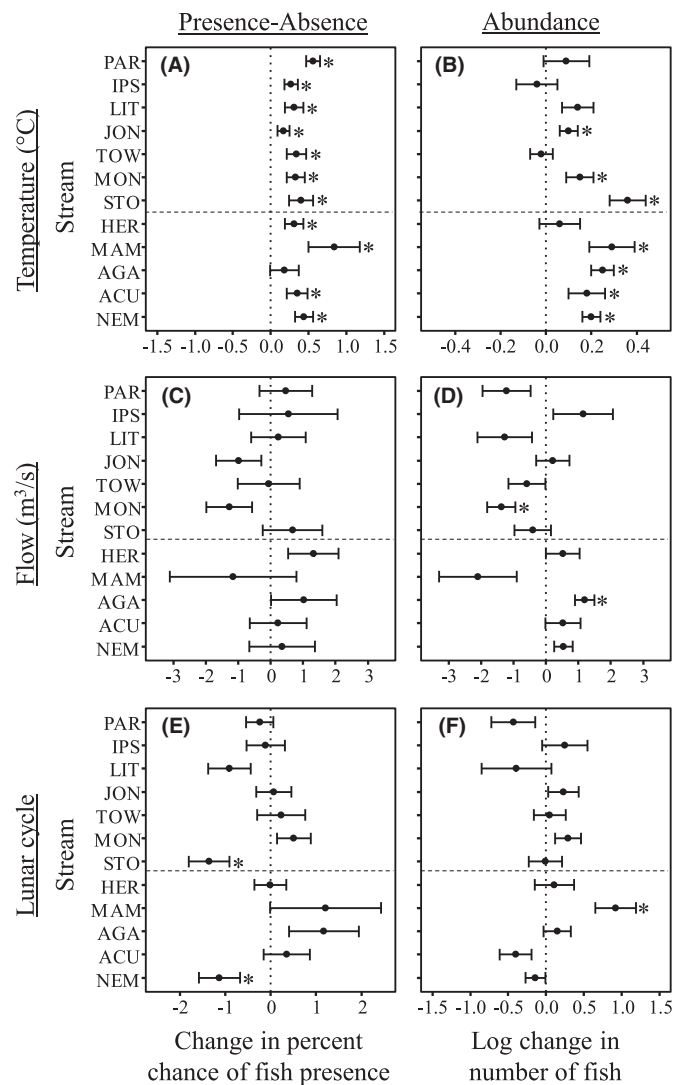 Presence-Absence
Abundance
Temperature (°C)
Stream
(A)
PAR
*
IPS
*
LIT
*
JON
*
TOW
*
MON
*
STO
*
HER
*
MAM
*
AGA
ACU
*
NEM
*
-1.5 -1.0 -0.5 0.0 0.5 1.0 1.5
(B)
*
*
*
*
*
*
*
-0.4 -0.2 0.0 0.2 0.4
Flow (m³/s)
Stream
(C)
PAR
IPS
LIT
JON
TOW
MON
STO
HER
MAM
AGA
ACU
NEM
-3 -2 -1 0 1 2 3
(D)
*
*
-3 -2 -1 0 1 2 3
Lunar cycle
Stream
(E)
PAR
IPS
LIT
JON
TOW
MON
STO
*
HER
MAM
AGA
ACU
NEM
*
-2 -1 0 1 2
(F)
*
-1.5 -1.0 -0.5 0.0 0.5 1.0 1.5
Change in percent
chance of fish presence
Log change in
number of fish